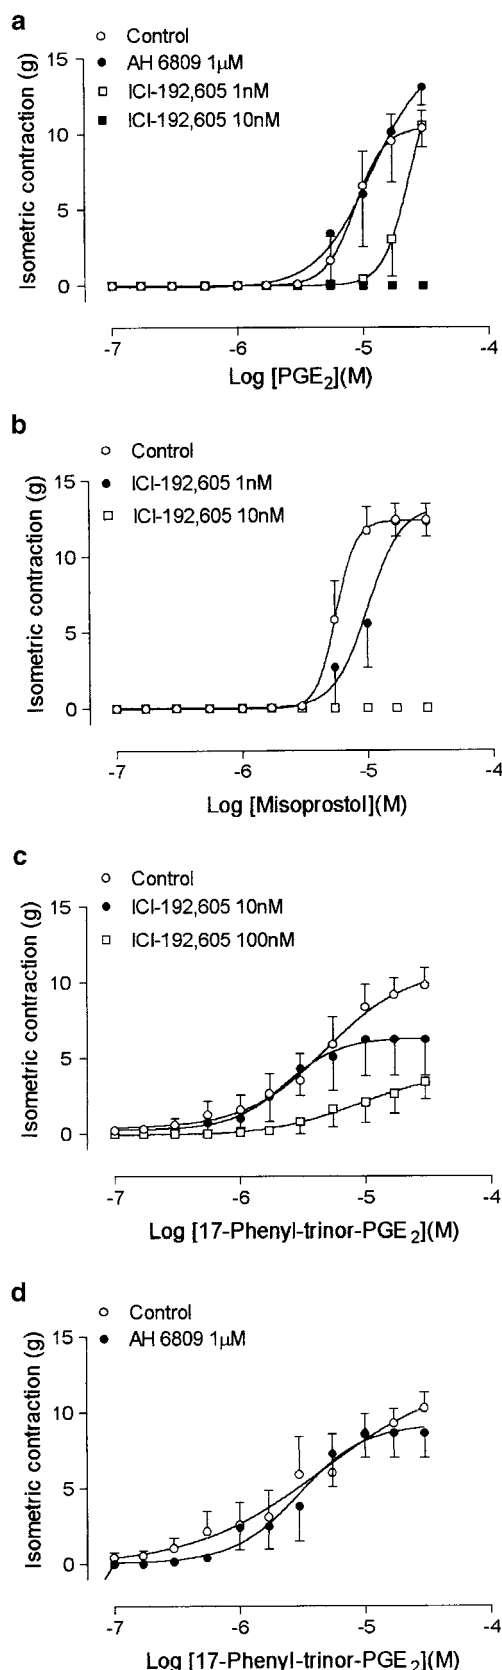 a
Control
AH 6809 1µM
ICI-192,605 1nM
ICI-192,605 10nM
Isometric contraction (g)
15
10
5
0
-7 -6 -5 -4
Log [PGE2](M)
b
Control
ICI-192,605 1nM
ICI-192,605 10nM
Isometric contraction (g)
15
10
5
0
-7 -6 -5 -4
Log [Misoprostol](M)
c
Control
ICI-192,605 10nM
ICI-192,605 100nM
Isometric contraction (g)
15
10
5
0
-7 -6 -5 -4
Log [17-Phenyl-trinor-PGE2](M)
d
Control
AH 6809 1µM
Isometric contraction (g)
15
10
5
0
-7 -6 -5 -4
Log [17-Phenyl-trinor-PGE2](M)